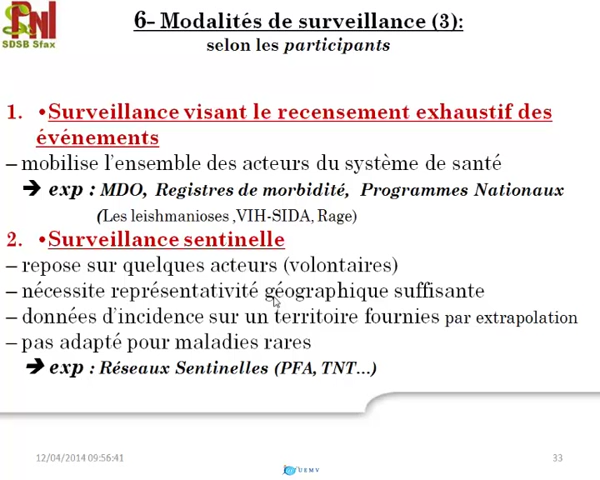 PNI
SDSB Sfax
6- Modalités de surveillance (3):
selon les participants
1. •Surveillance visant le recensement exhaustif des
événements
– mobilise l'ensemble des acteurs du système de santé
➔ exp : MDO, Registres de morbidité, Programmes Nationaux
(Les leishmanioses ,VIH-SIDA, Rage)
2. •Surveillance sentinelle
– repose sur quelques acteurs (volontaires)
– nécessite représentativité géographique suffisante
– données d'incidence sur un territoire fournies par extrapolation
– pas adapté pour maladies rares
➔ exp : Réseaux Sentinelles (PFA, TNT...)
12/04/2014 09:56:41
33
UEMV